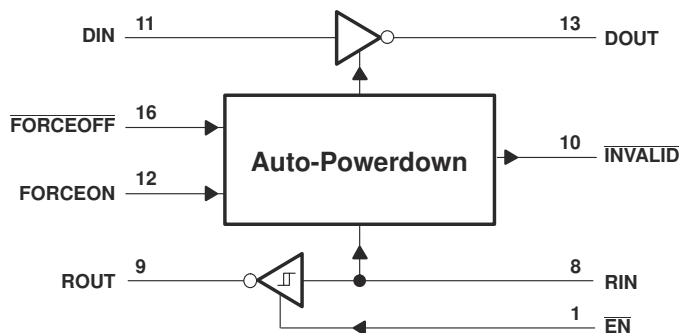 DIN 11 13 DOUT
FORCEOFF 16
Auto-Powerdown 10 INVALID
FORCEON 12
ROUT 9 8 RIN
1 EN